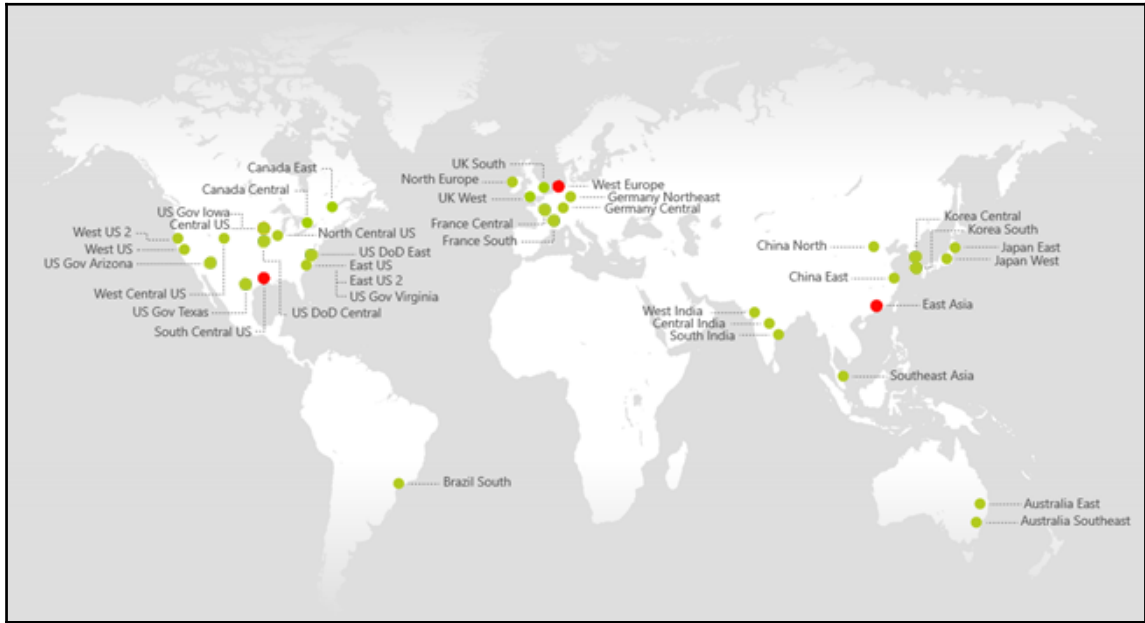 Canada East
Canada Central
US Gov Iowa
Central US
West US 2
West US
US Gov Arizona
North Central US
US DoD East
East US
East US 2
US Gov Virginia
West Central US
US Gov Texas
US DoD Central
South Central US
Brazil South
UK South
North Europe
UK West
West Europe
Germany Northeast
Germany Central
France Central
France South
Korea Central
Korea South
China North
Japan East
Japan West
China East
East Asia
West India
Central India
South India
Southeast Asia
Australia East
Australia Southeast